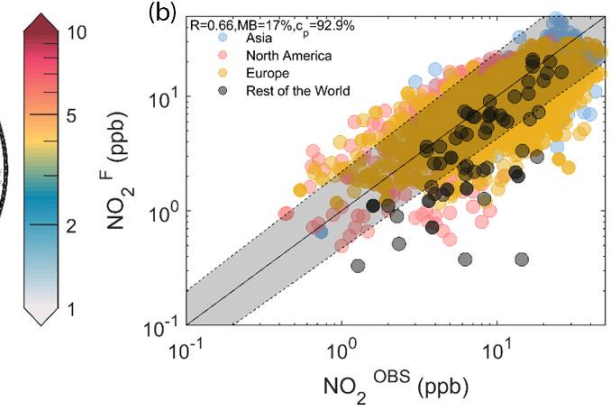 (b)
R=0.66,MB=17%,cp=92.9%
Asia
North America
Europe
Rest of the World
10
5
2
1
NO2 F (ppb)
10^1
10^0
10^-1
10^-1
10^0
10^1
NO2 OBS (ppb)